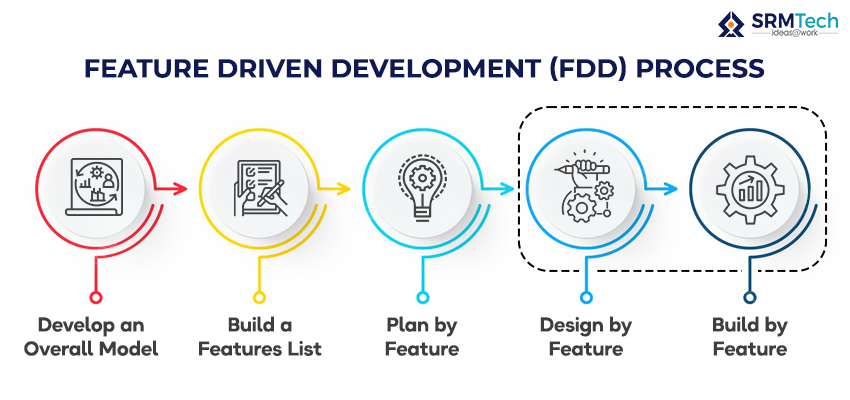 SRMTech
ideas@work
FEATURE DRIVEN DEVELOPMENT (FDD) PROCESS
Develop an
Overall Model
Build a
Features List
Plan by
Feature
Design by
Feature
Build by
Feature